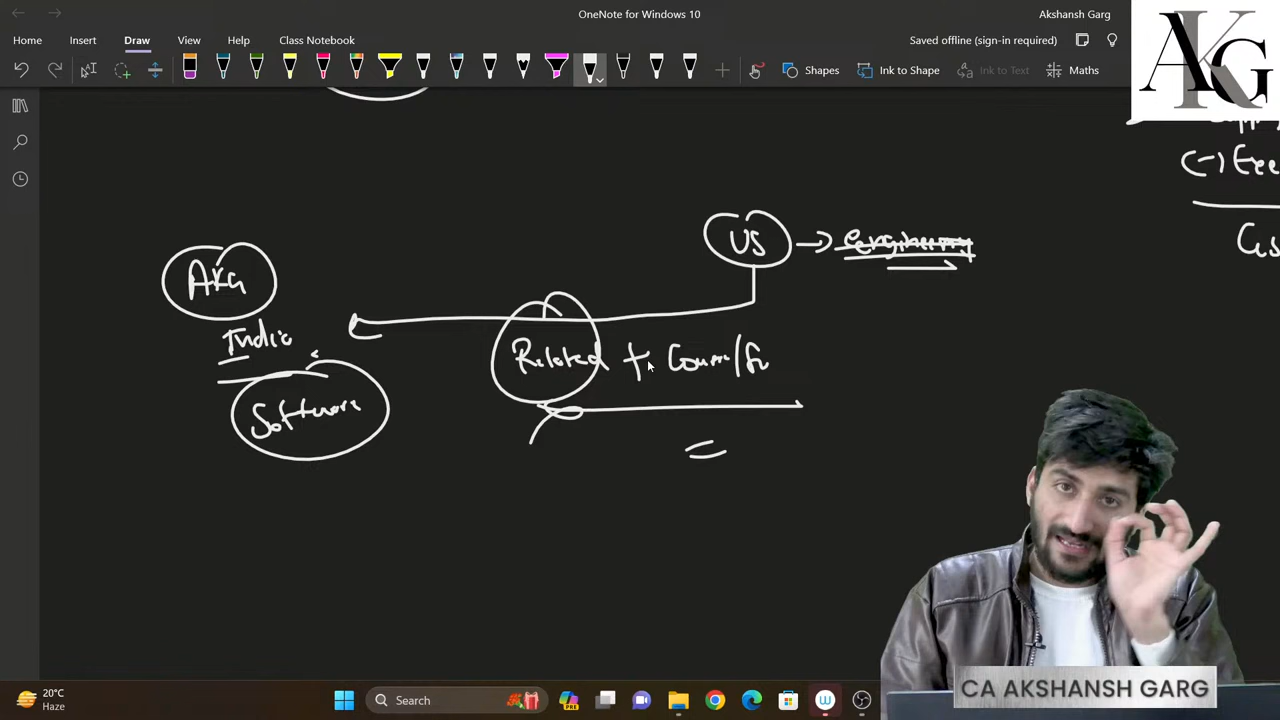 OneNote for Windows 10
Akshansh Garg
Home Insert Draw View Help Class Notebook
Saved offline (sign-in required)
Shapes Ink to Shape Ink to Text Maths
AKG
US →
AKG
India
Related +
Software
(-)
=
CA AKSHANSH GARG
20°C
Haze
Search
PRE